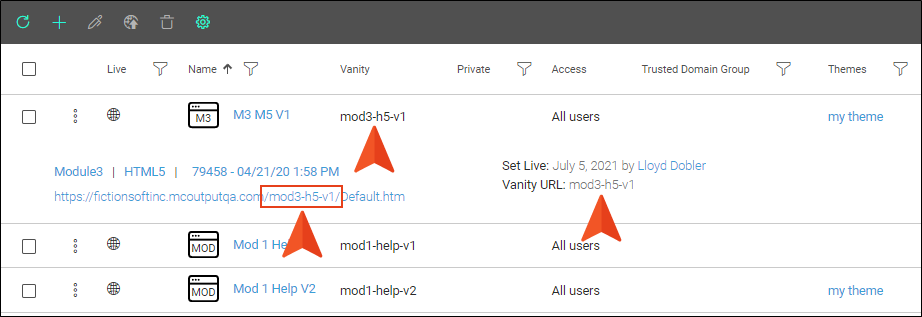 Live Name Vanity Private Access Trusted Domain Group Themes
M3 M3 M5 V1 mod3-h5-v1 All users my theme
Module3 | HTML5 | 79458 - 04/21/20 1:58 PM
https://fictionsoftinc.mcoutputqa.com/mod3-h5-v1/Default.htm
Set Live: July 5, 2021 by Lloyd Dobler
Vanity URL: mod3-h5-v1
MOD Mod 1 mod1-help-v1 All users
MOD Mod 1 Help V2 mod1-help-v2 All users my theme